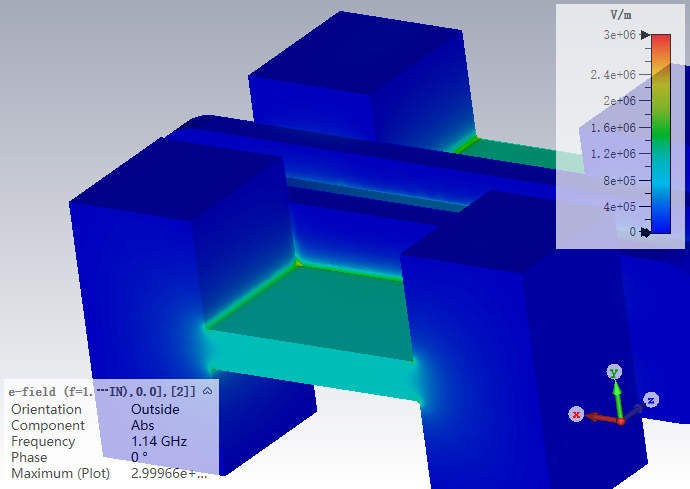 V/m
3e+06
2.4e+06
2e+06
1.6e+06
1.2e+06
8e+05
4e+05
0
y
z
x
e-field (f=1.···IN),0.0],[2]]
Orientation Outside
Component Abs
Frequency 1.14 GHz
Phase 0 °
Maximum (Plot) 2.99966e+...